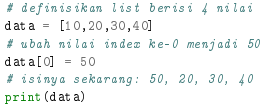 # definisikan list berisi 4 nilai
data = [10,20,30,40]
# ubah nilai index ke-0 menjadi 50
data[0] = 50
# isinya sekarang: 50, 20, 30, 40
print(data)